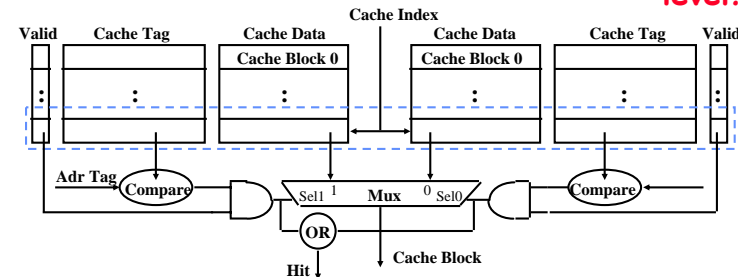 level.
Cache Index
Valid Cache Tag Cache Data Cache Data Cache Tag Valid
Cache Block 0 Cache Block 0
: : : : : :
Adr Tag Compare Sel1 1 Mux 0 Sel0 Compare
OR
Cache Block
Hit